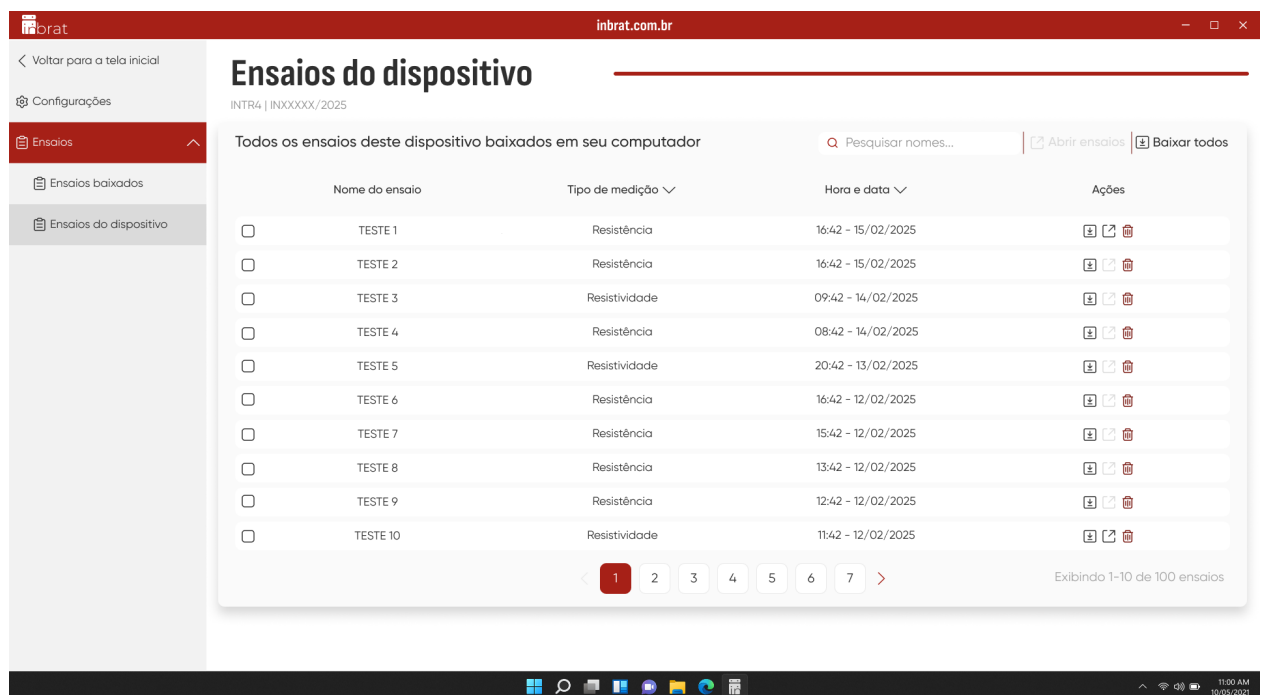 inbrat
inbrat.com.br
Voltar para a tela inicial
Configurações
Ensaios
Ensaios baixados
Ensaios do dispositivo
Ensaios do dispositivo
INTR4 | INXXXXX/2025
Todos os ensaios deste dispositivo baixados em seu computador
Pesquisar nomes...
Abrir ensaios
Baixar todos
Nome do ensaio Tipo de medição Hora e data Ações
TESTE 1 Resistência 16:42 - 15/02/2025
TESTE 2 Resistência 16:42 - 15/02/2025
TESTE 3 Resistividade 09:42 - 14/02/2025
TESTE 4 Resistência 08:42 - 14/02/2025
TESTE 5 Resistividade 20:42 - 13/02/2025
TESTE 6 Resistência 16:42 - 12/02/2025
TESTE 7 Resistência 15:42 - 12/02/2025
TESTE 8 Resistência 13:42 - 12/02/2025
TESTE 9 Resistência 12:42 - 12/02/2025
TESTE 10 Resistividade 11:42 - 12/02/2025
1 2 3 4 5 6 7
Exibindo 1-10 de 100 ensaios
11:00 AM
10/05/2021